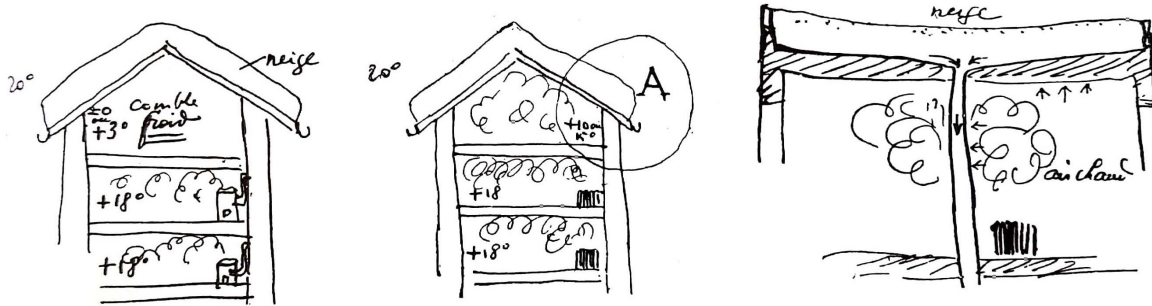 neige
20°
±0
ou
+3°
comble
froid
+18°
+18°
20°
A
+18
+18°
neige
air chaud